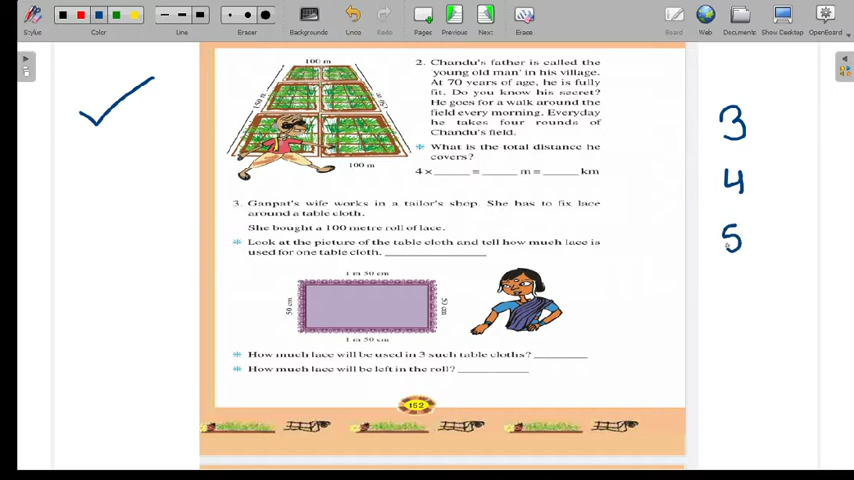 Stylus
Color
Line
Eraser
Backgrounds
Undo
Redo
Pages
Previous
Next
Erase
Board
Web
Documents
Show Desktop
OpenBoard
100 m
150 m
150 m
100 m
2. Chandu's father is called the
'young old man' in his village.
At 70 years of age, he is fully
fit. Do you know his secret?
He goes for a walk around the
field every morning. Everyday
he takes four rounds of
Chandu's field.
* What is the total distance he
covers?
4 × _____ = _____ m = _____ km
3. Ganpat's wife works in a tailor's shop. She has to fix lace
around a table cloth.
She bought a 100 metre roll of lace.
* Look at the picture of the table cloth and tell how much lace is
used for one table cloth. _____________
1 m 50 cm
50 cm
50 cm
1 m 50 cm
* How much lace will be used in 3 such table cloths? _________
* How much lace will be left in the roll? ____________
152
3
4
5